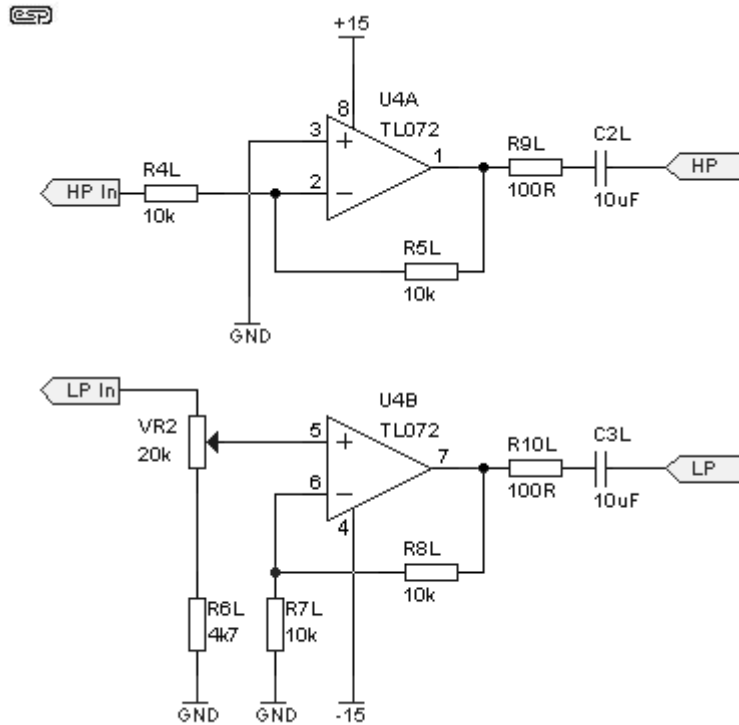 esp
+15
8
U4A
TL072
3
+
1
2
−
HP In
R4L
10k
R5L
10k
R9L
100R
C2L
10uF
HP
GND
LP In
VR2
20k
U4B
TL072
5
+
7
6
−
4
R10L
100R
C3L
10uF
LP
R8L
10k
R6L
4k7
R7L
10k
GND
GND
-15